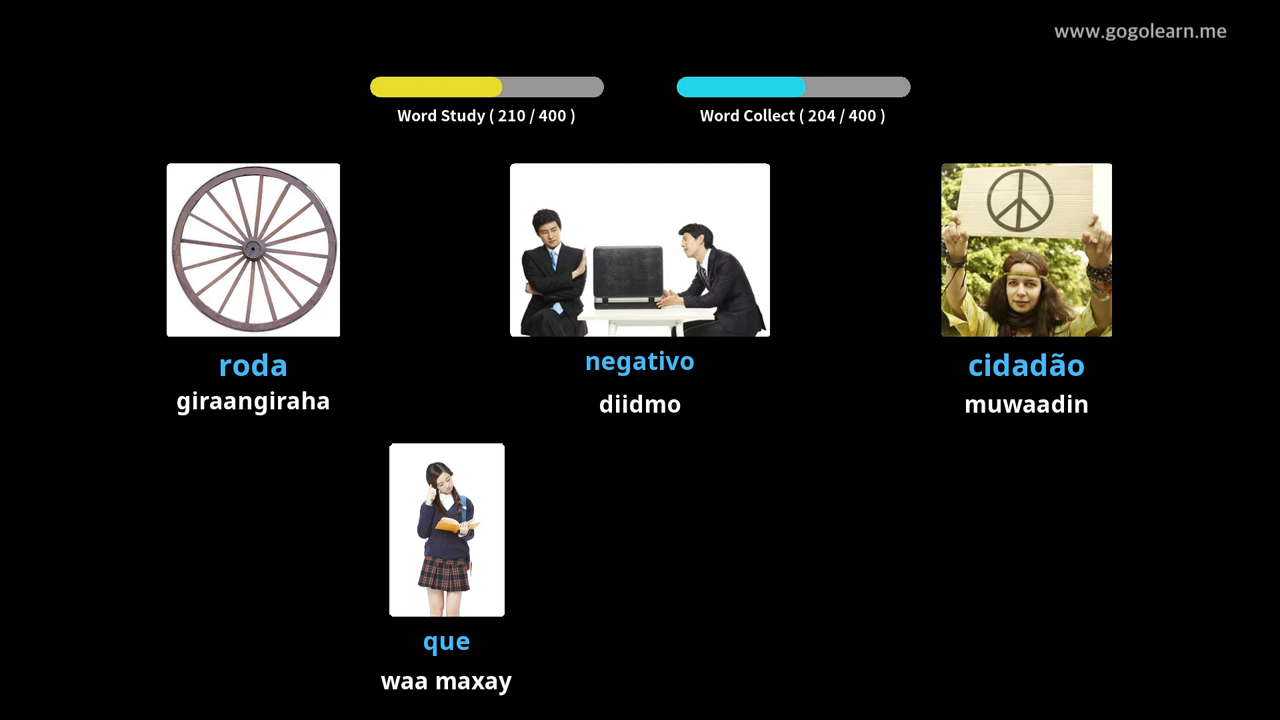 www.gogolearn.me
Word Study ( 210 / 400 )
Word Collect ( 204 / 400 )
roda
giraangiraha
negativo
diidmo
cidadão
muwaadin
que
waa maxay